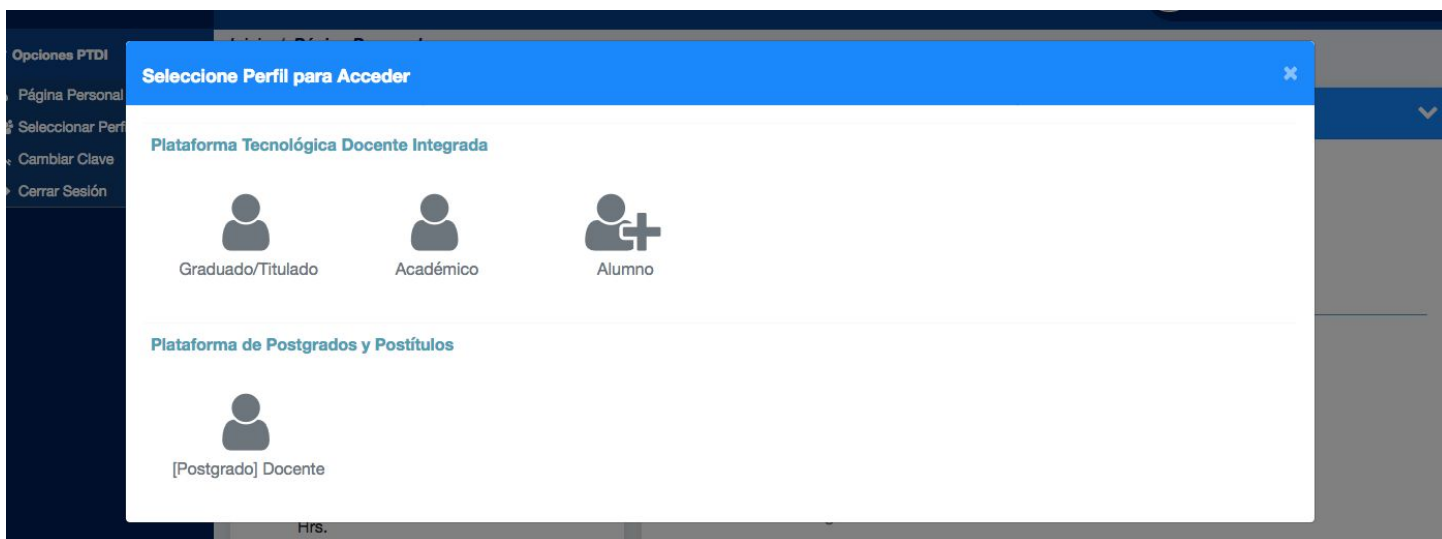 Opciones PTDI
Página Personal
Seleccionar Perfi
Cambiar Clave
Cerrar Sesión
Seleccione Perfil para Acceder
Plataforma Tecnológica Docente Integrada
Graduado/Titulado
Académico
Alumno
Plataforma de Postgrados y Postítulos
[Postgrado] Docente
Hrs.